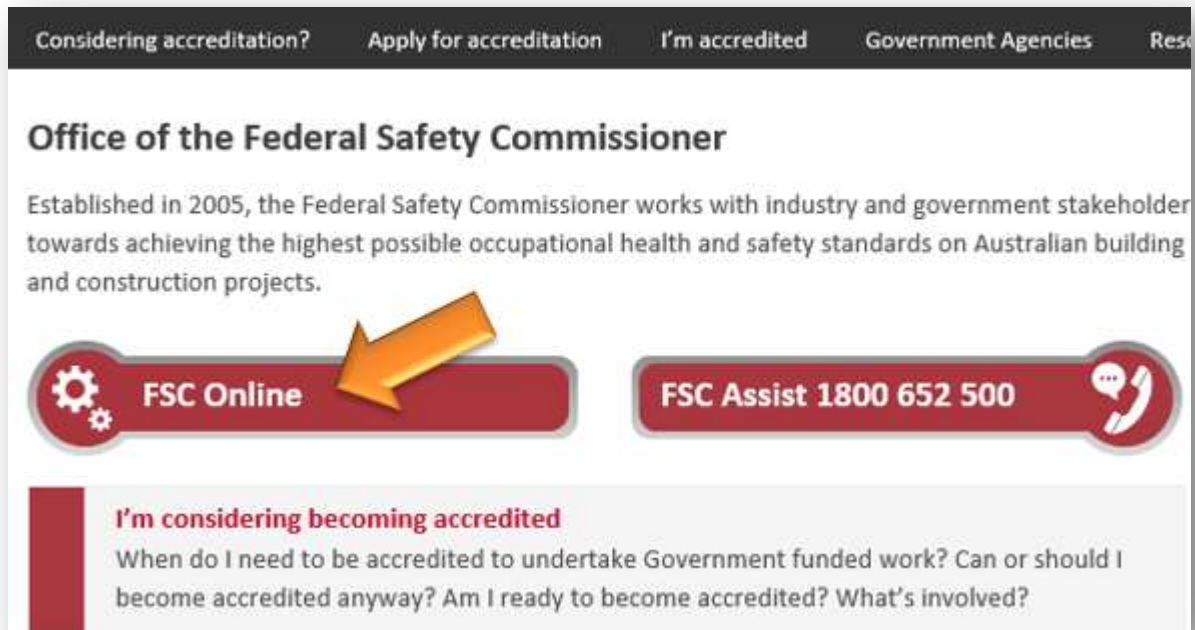 Considering accreditation? Apply for accreditation I'm accredited Government Agencies
Office of the Federal Safety Commissioner
Established in 2005, the Federal Safety Commissioner works with industry and government stakeholder
towards achieving the highest possible occupational health and safety standards on Australian building
and construction projects.
FSC Online FSC Assist 1800 652 500
I'm considering becoming accredited
When do I need to be accredited to undertake Government funded work? Can or should I
become accredited anyway? Am I ready to become accredited? What's involved?